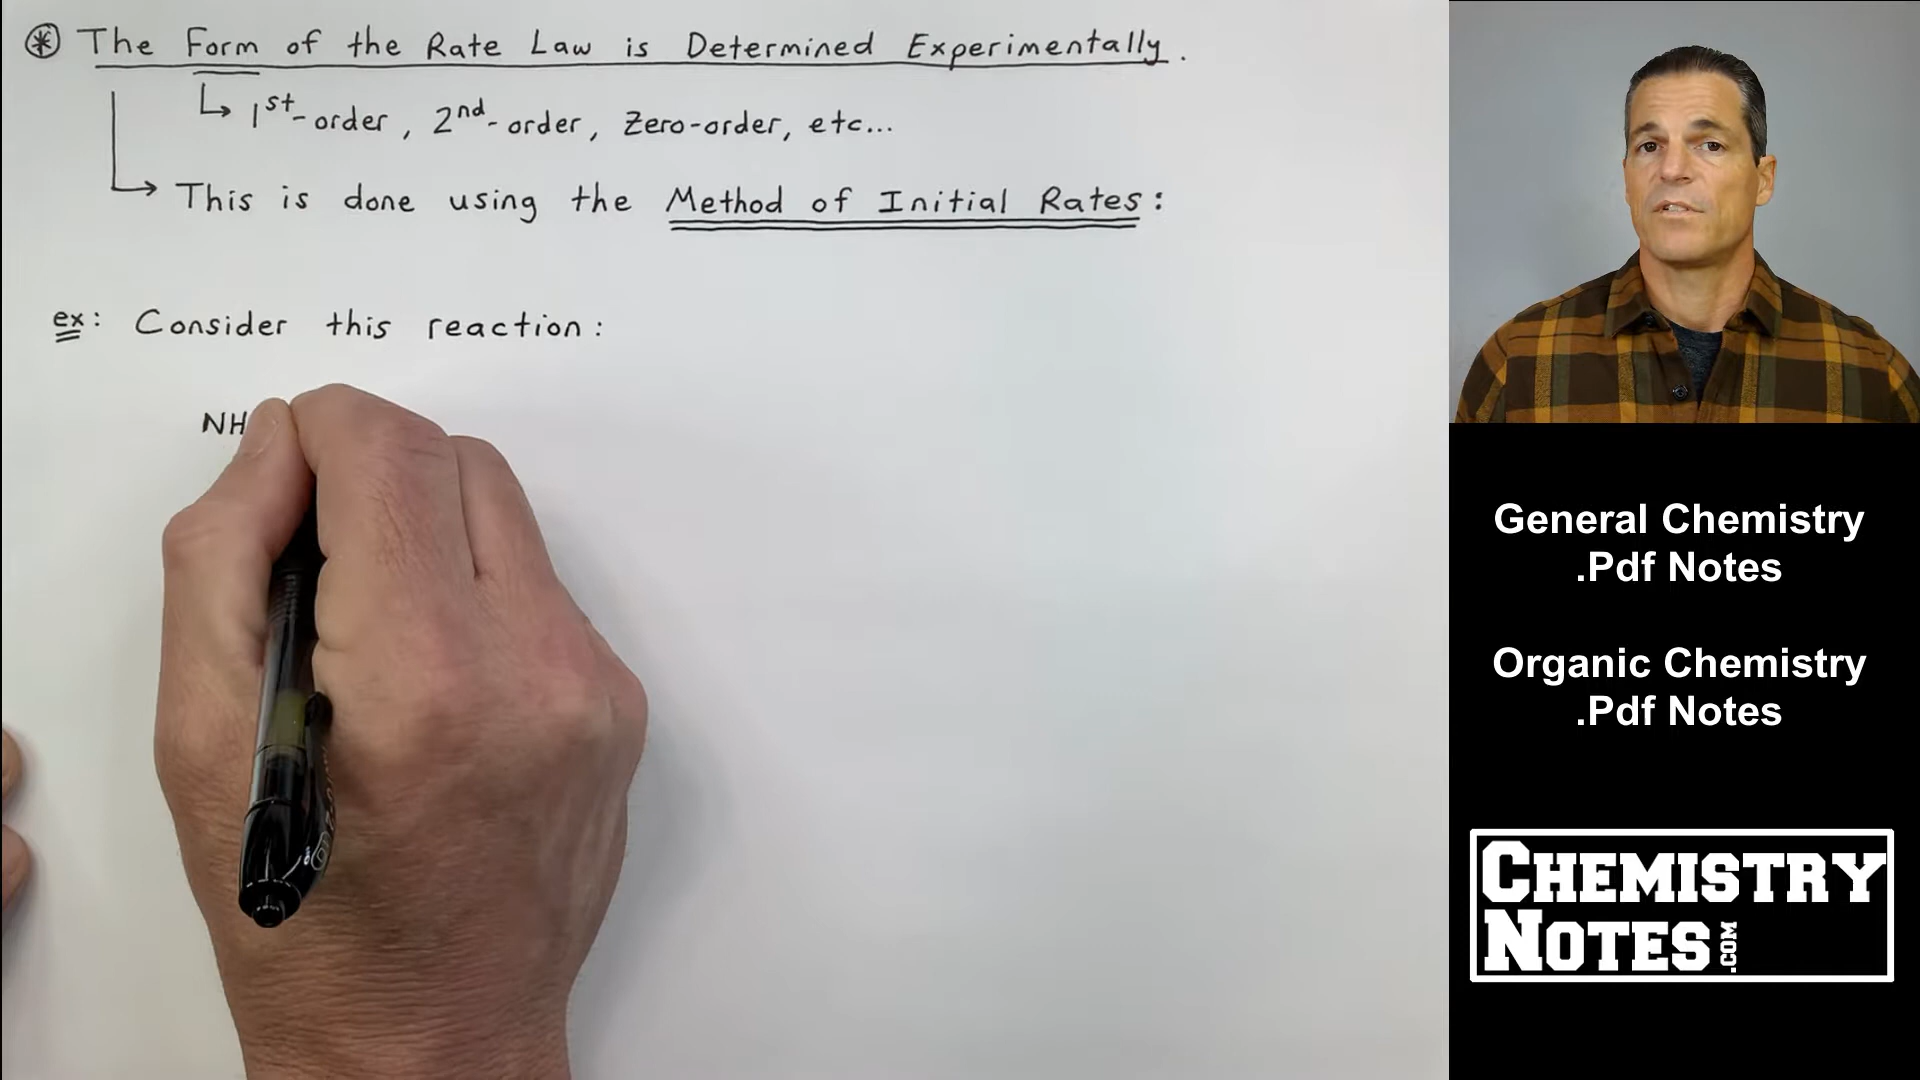 ⊛ The Form of the Rate Law is Determined Experimentally.
↳ 1st-order, 2nd-order, Zero-order, etc...
↳ This is done using the Method of Initial Rates:
ex: Consider this reaction:
NH
General Chemistry
.Pdf Notes
Organic Chemistry
.Pdf Notes
CHEMISTRY
NOTES.COM